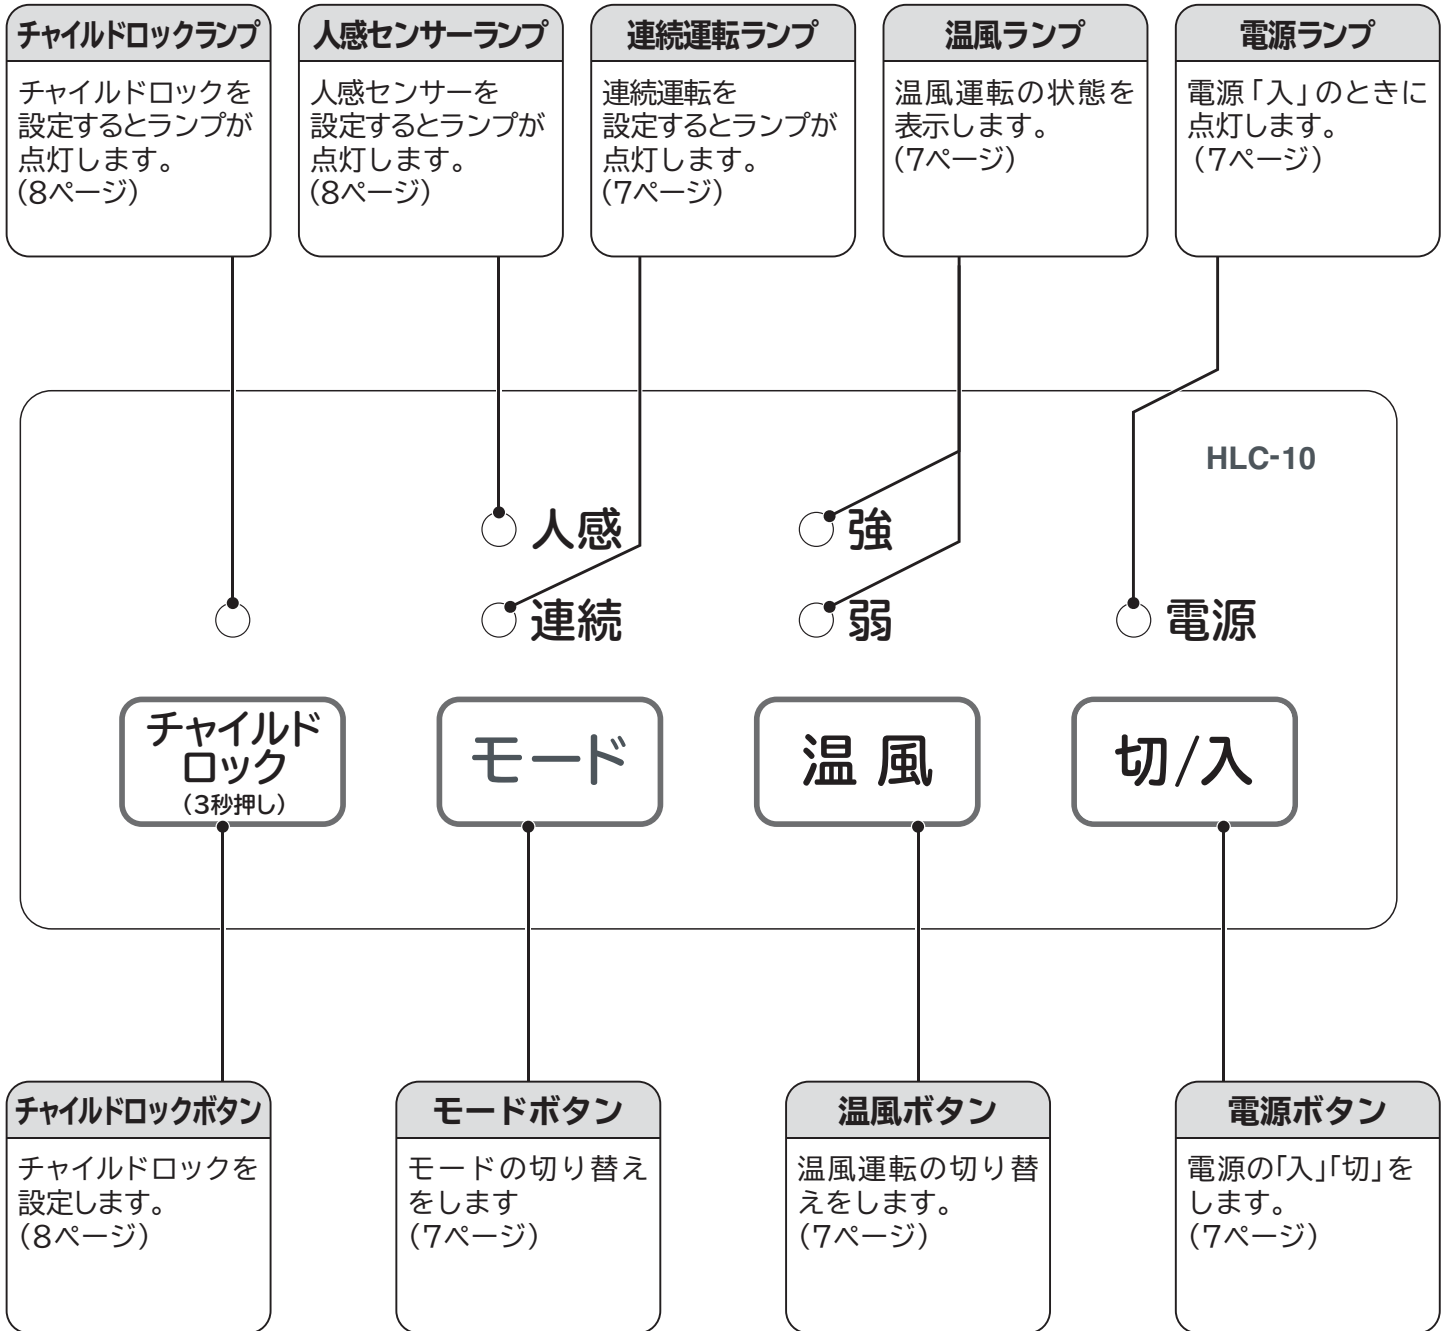 チャイルドロックランプ
チャイルドロックを
設定するとランプが
点灯します。
(8ページ)
人感センサーランプ
人感センサーを
設定するとランプが
点灯します。
(8ページ)
連続運転ランプ
連続運転を
設定するとランプが
点灯します。
(7ページ)
温風ランプ
温風運転の状態を
表示します。
(7ページ)
電源ランプ
電源「入」のときに
点灯します。
(7ページ)
HLC-10
人感
強
連続
弱
電源
チャイルド
ロック
(3秒押し)
モード
温風
切/入
チャイルドロックボタン
チャイルドロックを
設定します。
(8ページ)
モードボタン
モードの切り替え
をします
(7ページ)
温風ボタン
温風運転の切り替
えをします。
(7ページ)
電源ボタン
電源の「入」「切」を
します。
(7ページ)